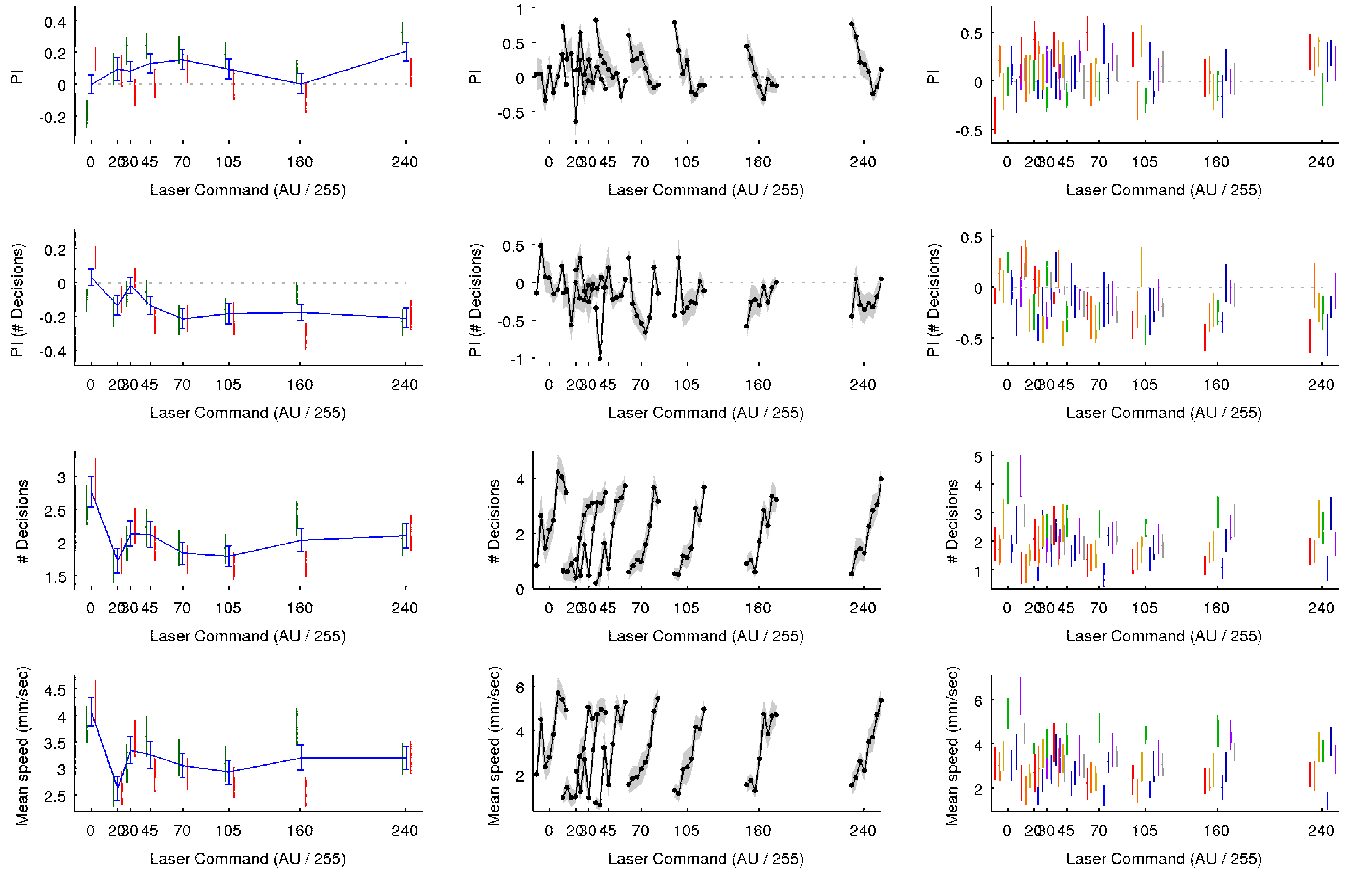 PI
0.4
0.2
0
-0.2
0 20 30 45 70 105 160 240
Laser Command (AU / 255)
PI
1
0.5
0
-0.5
0 20 30 45 70 105 160 240
Laser Command (AU / 255)
PI
0.5
0
-0.5
0 20 30 45 70 105 160 240
Laser Command (AU / 255)
PI (# Decisions)
0.2
0
-0.2
-0.4
0 20 30 45 70 105 160 240
Laser Command (AU / 255)
PI (# Decisions)
0.5
0
-0.5
-1
0 20 30 45 70 105 160 240
Laser Command (AU / 255)
PI (# Decisions)
0.5
0
-0.5
0 20 30 45 70 105 160 240
Laser Command (AU / 255)
# Decisions
3
2.5
2
1.5
0 20 30 45 70 105 160 240
Laser Command (AU / 255)
# Decisions
4
2
0
0 20 30 45 70 105 160 240
Laser Command (AU / 255)
# Decisions
5
4
3
2
1
0 20 30 45 70 105 160 240
Laser Command (AU / 255)
Mean speed (mm/sec)
4.5
4
3.5
3
2.5
0 20 30 45 70 105 160 240
Laser Command (AU / 255)
Mean speed (mm/sec)
6
4
2
0 20 30 45 70 105 160 240
Laser Command (AU / 255)
Mean speed (mm/sec)
6
4
2
0 20 30 45 70 105 160 240
Laser Command (AU / 255)